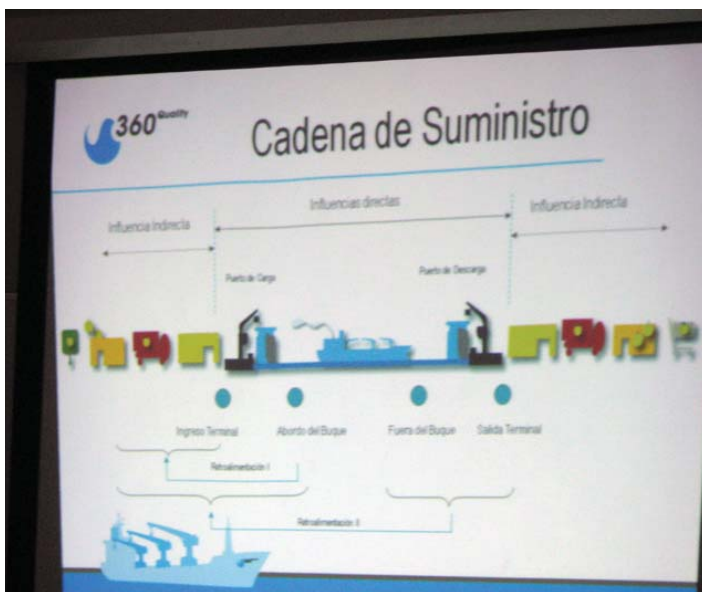 360 Quality
Cadena de Suministro
Influencia Indirecta
Influencias directas
Influencia Indirecta
Puerto de Carga
Puerto de Descarga
Ingreso Terminal
Abordo del Buque
Fuera del Buque
Salida Terminal
Retroalimentación I
Retroalimentación II